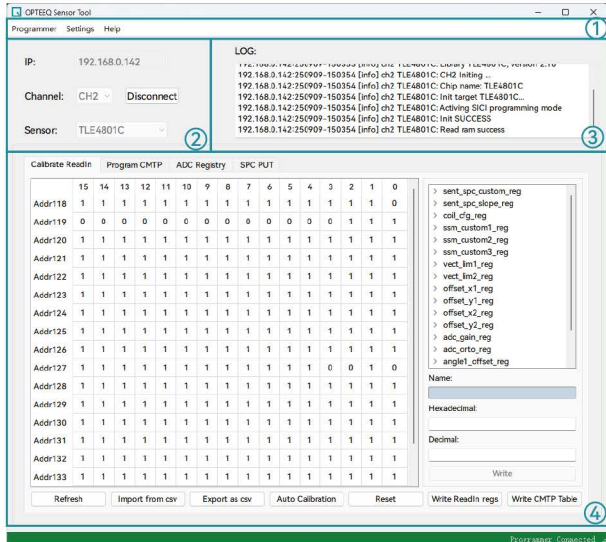 OPTEEQ Sensor Tool
Programmer Settings Help
①
IP: 192.168.0.142
Channel: CH2 Disconnect
Sensor: TLE4801C
②
LOG:
192.168.0.142:250909-150354 [info] ch2 TLE4801C: CH2 Initing ..
192.168.0.142:250909-150354 [info] ch2 TLE4801C: Chip name: TLE4801C
192.168.0.142:250909-150354 [info] ch2 TLE4801C: Init target TLE4801C...
192.168.0.142:250909-150354 [info] ch2 TLE4801C: Activing SICI programming mode
192.168.0.142:250909-150354 [info] ch2 TLE4801C: Init SUCCESS
192.168.0.142:250909-150354 [info] ch2 TLE4801C: Read ram success
③
Calibrate ReadIn Program CMTP ADC Registry SPC PUT
15 14 13 12 11 10 9 8 7 6 5 4 3 2 1 0
Addr118 1 1 1 1 1 1 1 1 1 1 1 1 1 1 1 0
Addr119 0 0 0 0 0 0 0 0 0 0 0 0 0 1 1 1
Addr120 1 1 1 1 1 1 1 1 1 1 1 1 1 1 1 1
Addr121 1 1 1 1 1 1 1 1 1 1 1 1 1 1 1 1
Addr122 1 1 1 1 1 1 1 1 1 1 1 1 1 1 1 1
Addr123 1 1 1 1 1 1 1 1 1 1 1 1 1 1 1 1
Addr124 1 1 1 1 1 1 1 1 1 1 1 1 1 1 1 1
Addr125 1 1 1 1 1 1 1 1 1 1 1 1 1 1 1 1
Addr126 1 1 1 1 1 1 1 1 1 1 1 1 1 1 1 1
Addr127 1 1 1 1 1 1 1 1 1 1 1 1 0 0 1 0
Addr128 1 1 1 1 1 1 1 1 1 1 1 1 1 1 1 1
Addr129 1 1 1 1 1 1 1 1 1 1 1 1 1 1 1 1
Addr130 1 1 1 1 1 1 1 1 1 1 1 1 1 1 1 1
Addr131 1 1 1 1 1 1 1 1 1 1 1 1 1 1 1 1
Addr132 1 1 1 1 1 1 1 1 1 1 1 1 1 1 1 1
Addr133 1 1 1 1 1 1 1 1 1 1 1 1 1 1 1 1
> sent_spc_custom_reg
> sent_spc_slope_reg
> coil_cfg_reg
> ssm_custom1_reg
> ssm_custom2_reg
> ssm_custom3_reg
> vect_lim1_reg
> vect_lim2_reg
> offset_x1_reg
> offset_y1_reg
> offset_x2_reg
> offset_y2_reg
> adc_gain_reg
> adc_orto_reg
> angle1_offset_reg
Name:
Hexadecimal:
Decimal:
Write
Refresh Import from csv Export as csv Auto Calibration Reset Write ReadIn regs Write CMTP Table
④
Programmer Connected